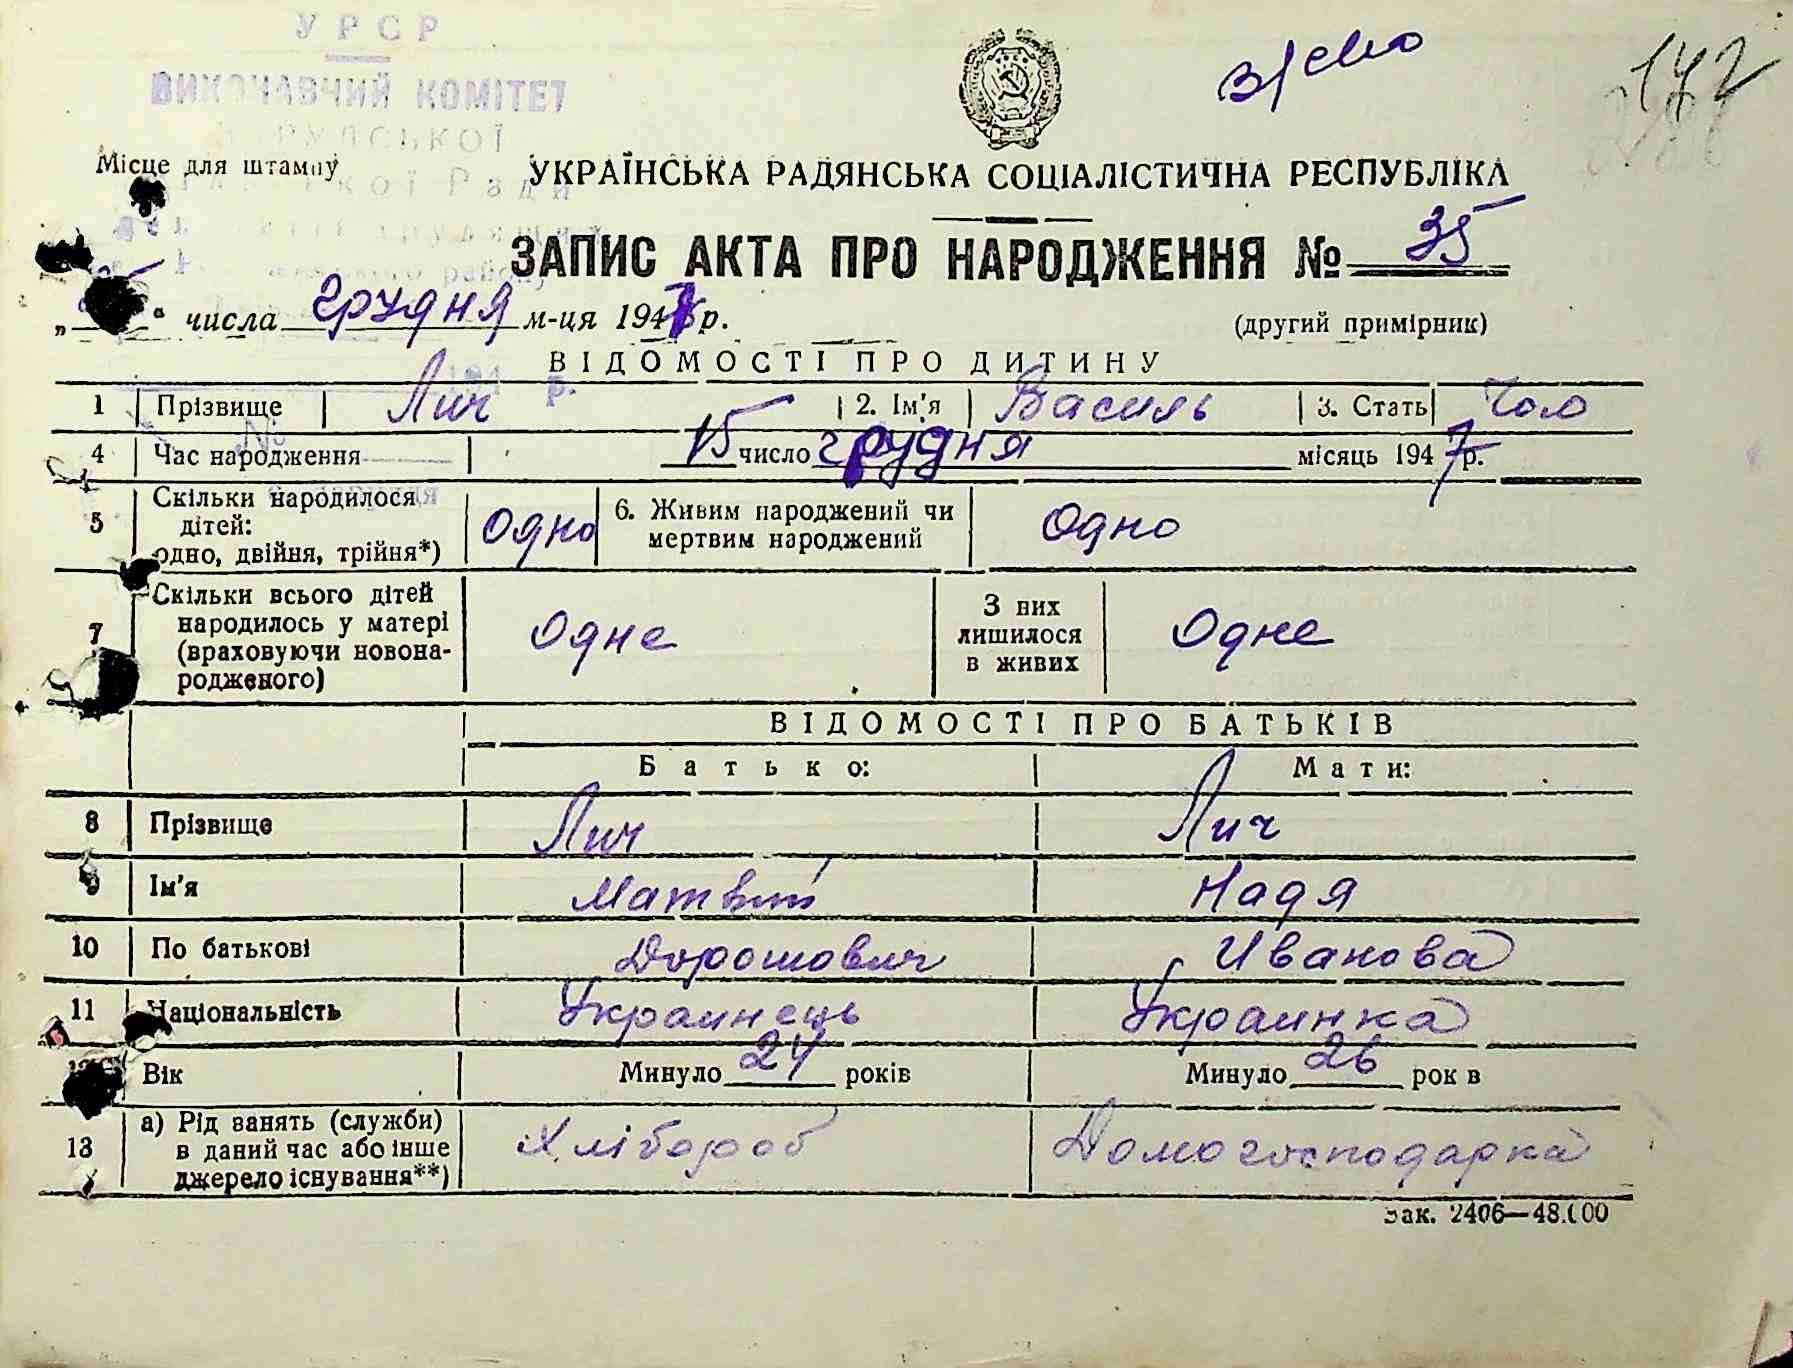 УРСР
ВИКОНАВЧИЙ КОМІТЕТ
172
Місце для штампу
УКРАЇНСЬКА РАДЯНСЬКА СОЦІАЛІСТИЧНА РЕСПУБЛІКА
ЗАПИС АКТА ПРО НАРОДЖЕННЯ № 35
" " числа грудня м-ця 1947 р.
(другий примірник)
ВІДОМОСТІ ПРО ДИТИНУ
1 Прізвище Лич 2. Ім'я Василь 3. Стать Чол
4 Час народження 15 число грудня місяць 1947 р.
5 Скільки народилося дітей: одно, двійня, трійня*) Одно 6. Живим народжений чи мертвим народжений Одно
7 Скільки всього дітей народилось у матері (враховуючи новонародженого) Одне З них лишилося в живих Одне
ВІДОМОСТІ ПРО БАТЬКІВ
Батько: Мати:
8 Прізвище Лич Лич
9 Ім'я Матвій Надя
10 По батькові Дорошович Иванова
11 Національність Украинець Украинка
Вік Минуло 24 років Минуло 26 рок в
13 а) Рід занять (служби) в даний час або інше джерело існування**) Хлібороб Домогосподарка
Зак. 2406—48.000